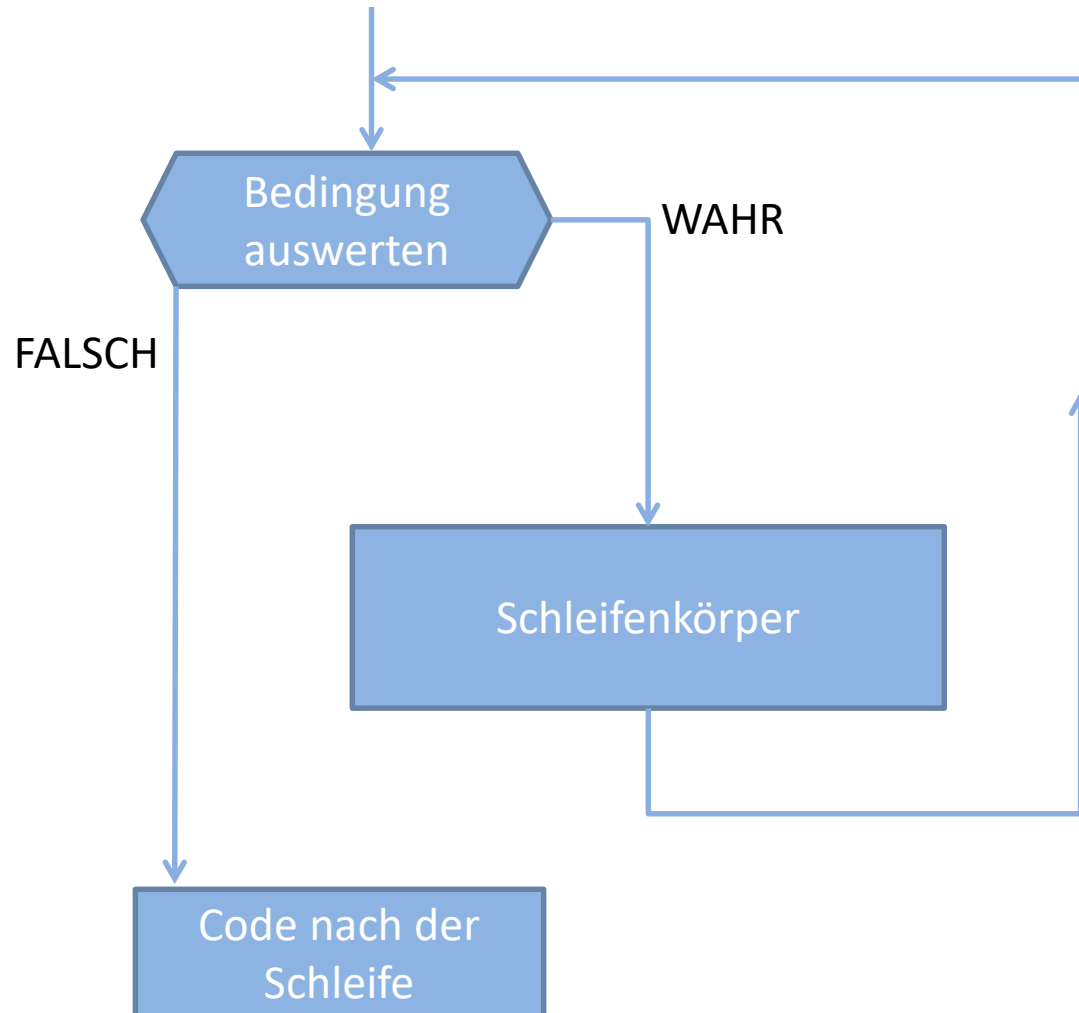 Bedingung
auswerten
WAHR
FALSCH
Schleifenkörper
Code nach der
Schleife